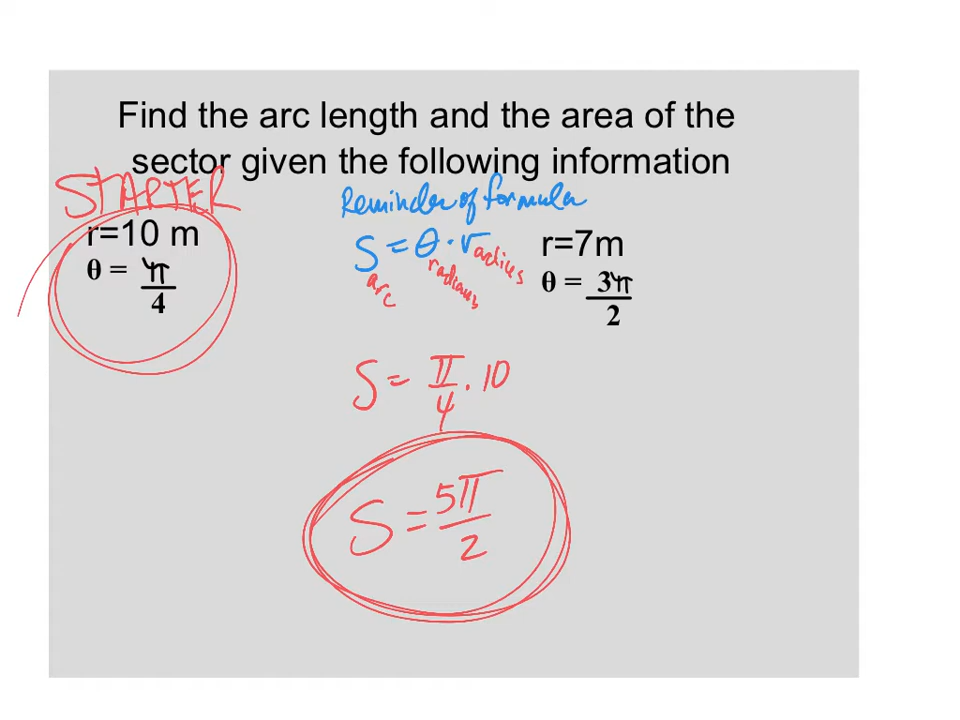 Find the arc length and the area of the
sector given the following information
STARTER
r=10 m
θ = π/4
Reminder of formula
S = θ · radius
arc
radians
r=7m
θ = 3π/2
S = π/4 · 10
S = 5π/2